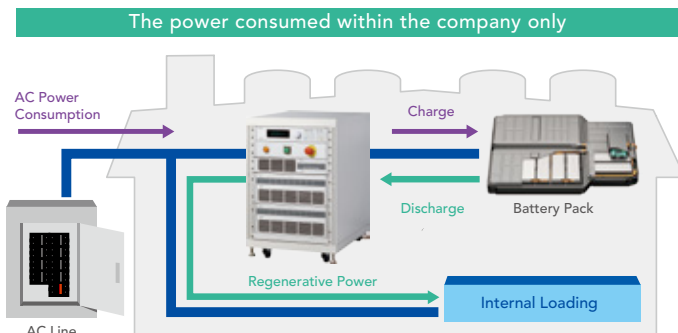 The power consumed within the company only
AC Power
Consumption
Charge
Discharge
Battery Pack
Regenerative Power
Internal Loading
AC Line